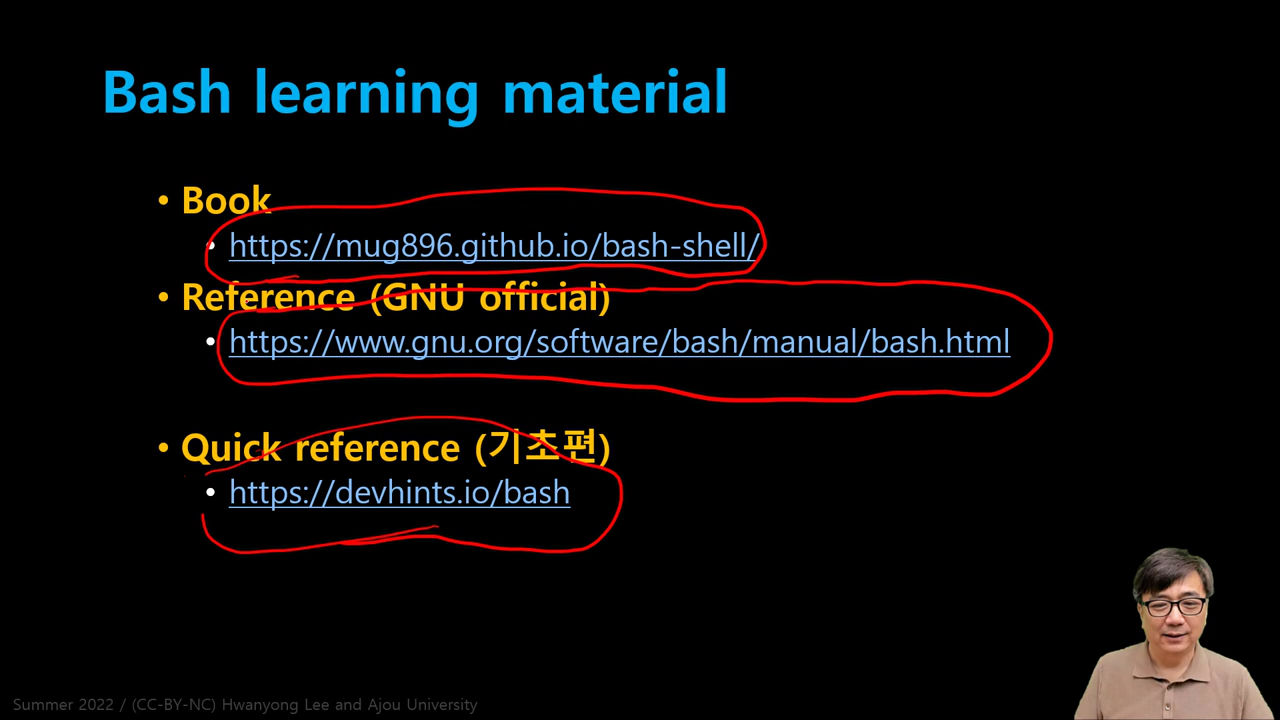 Bash learning material
• Book
• https://mug896.github.io/bash-shell/
• Reference (GNU official)
• https://www.gnu.org/software/bash/manual/bash.html
• Quick reference (기초편)
• https://devhints.io/bash
Summer 2022 / (CC-BY-NC) Hwanyong Lee and Ajou University